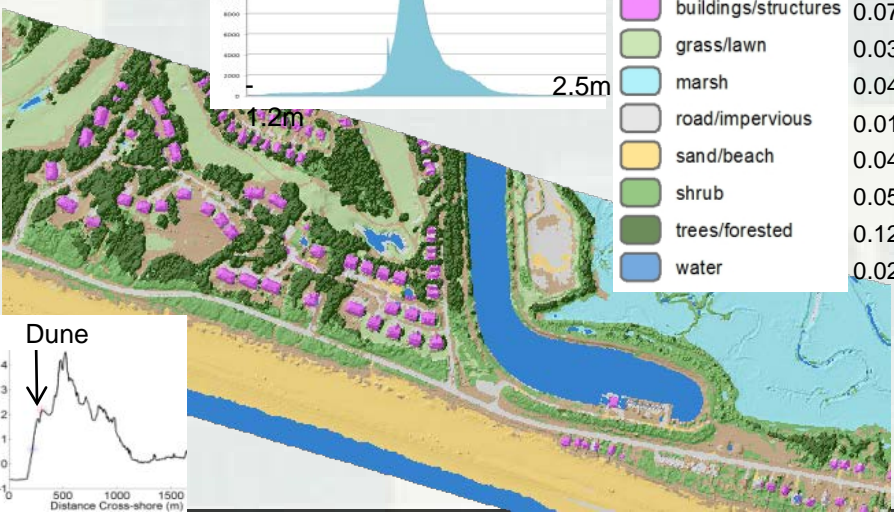 8000
6000
4000
2000
0
-
1.2m
2.5m
buildings/structures 0.07
grass/lawn 0.03
marsh 0.04
road/impervious 0.01
sand/beach 0.04
shrub 0.05
trees/forested 0.12
water 0.02
Dune
4
3
2
1
0
-1
0 500 1000 1500
Distance Cross-shore (m)